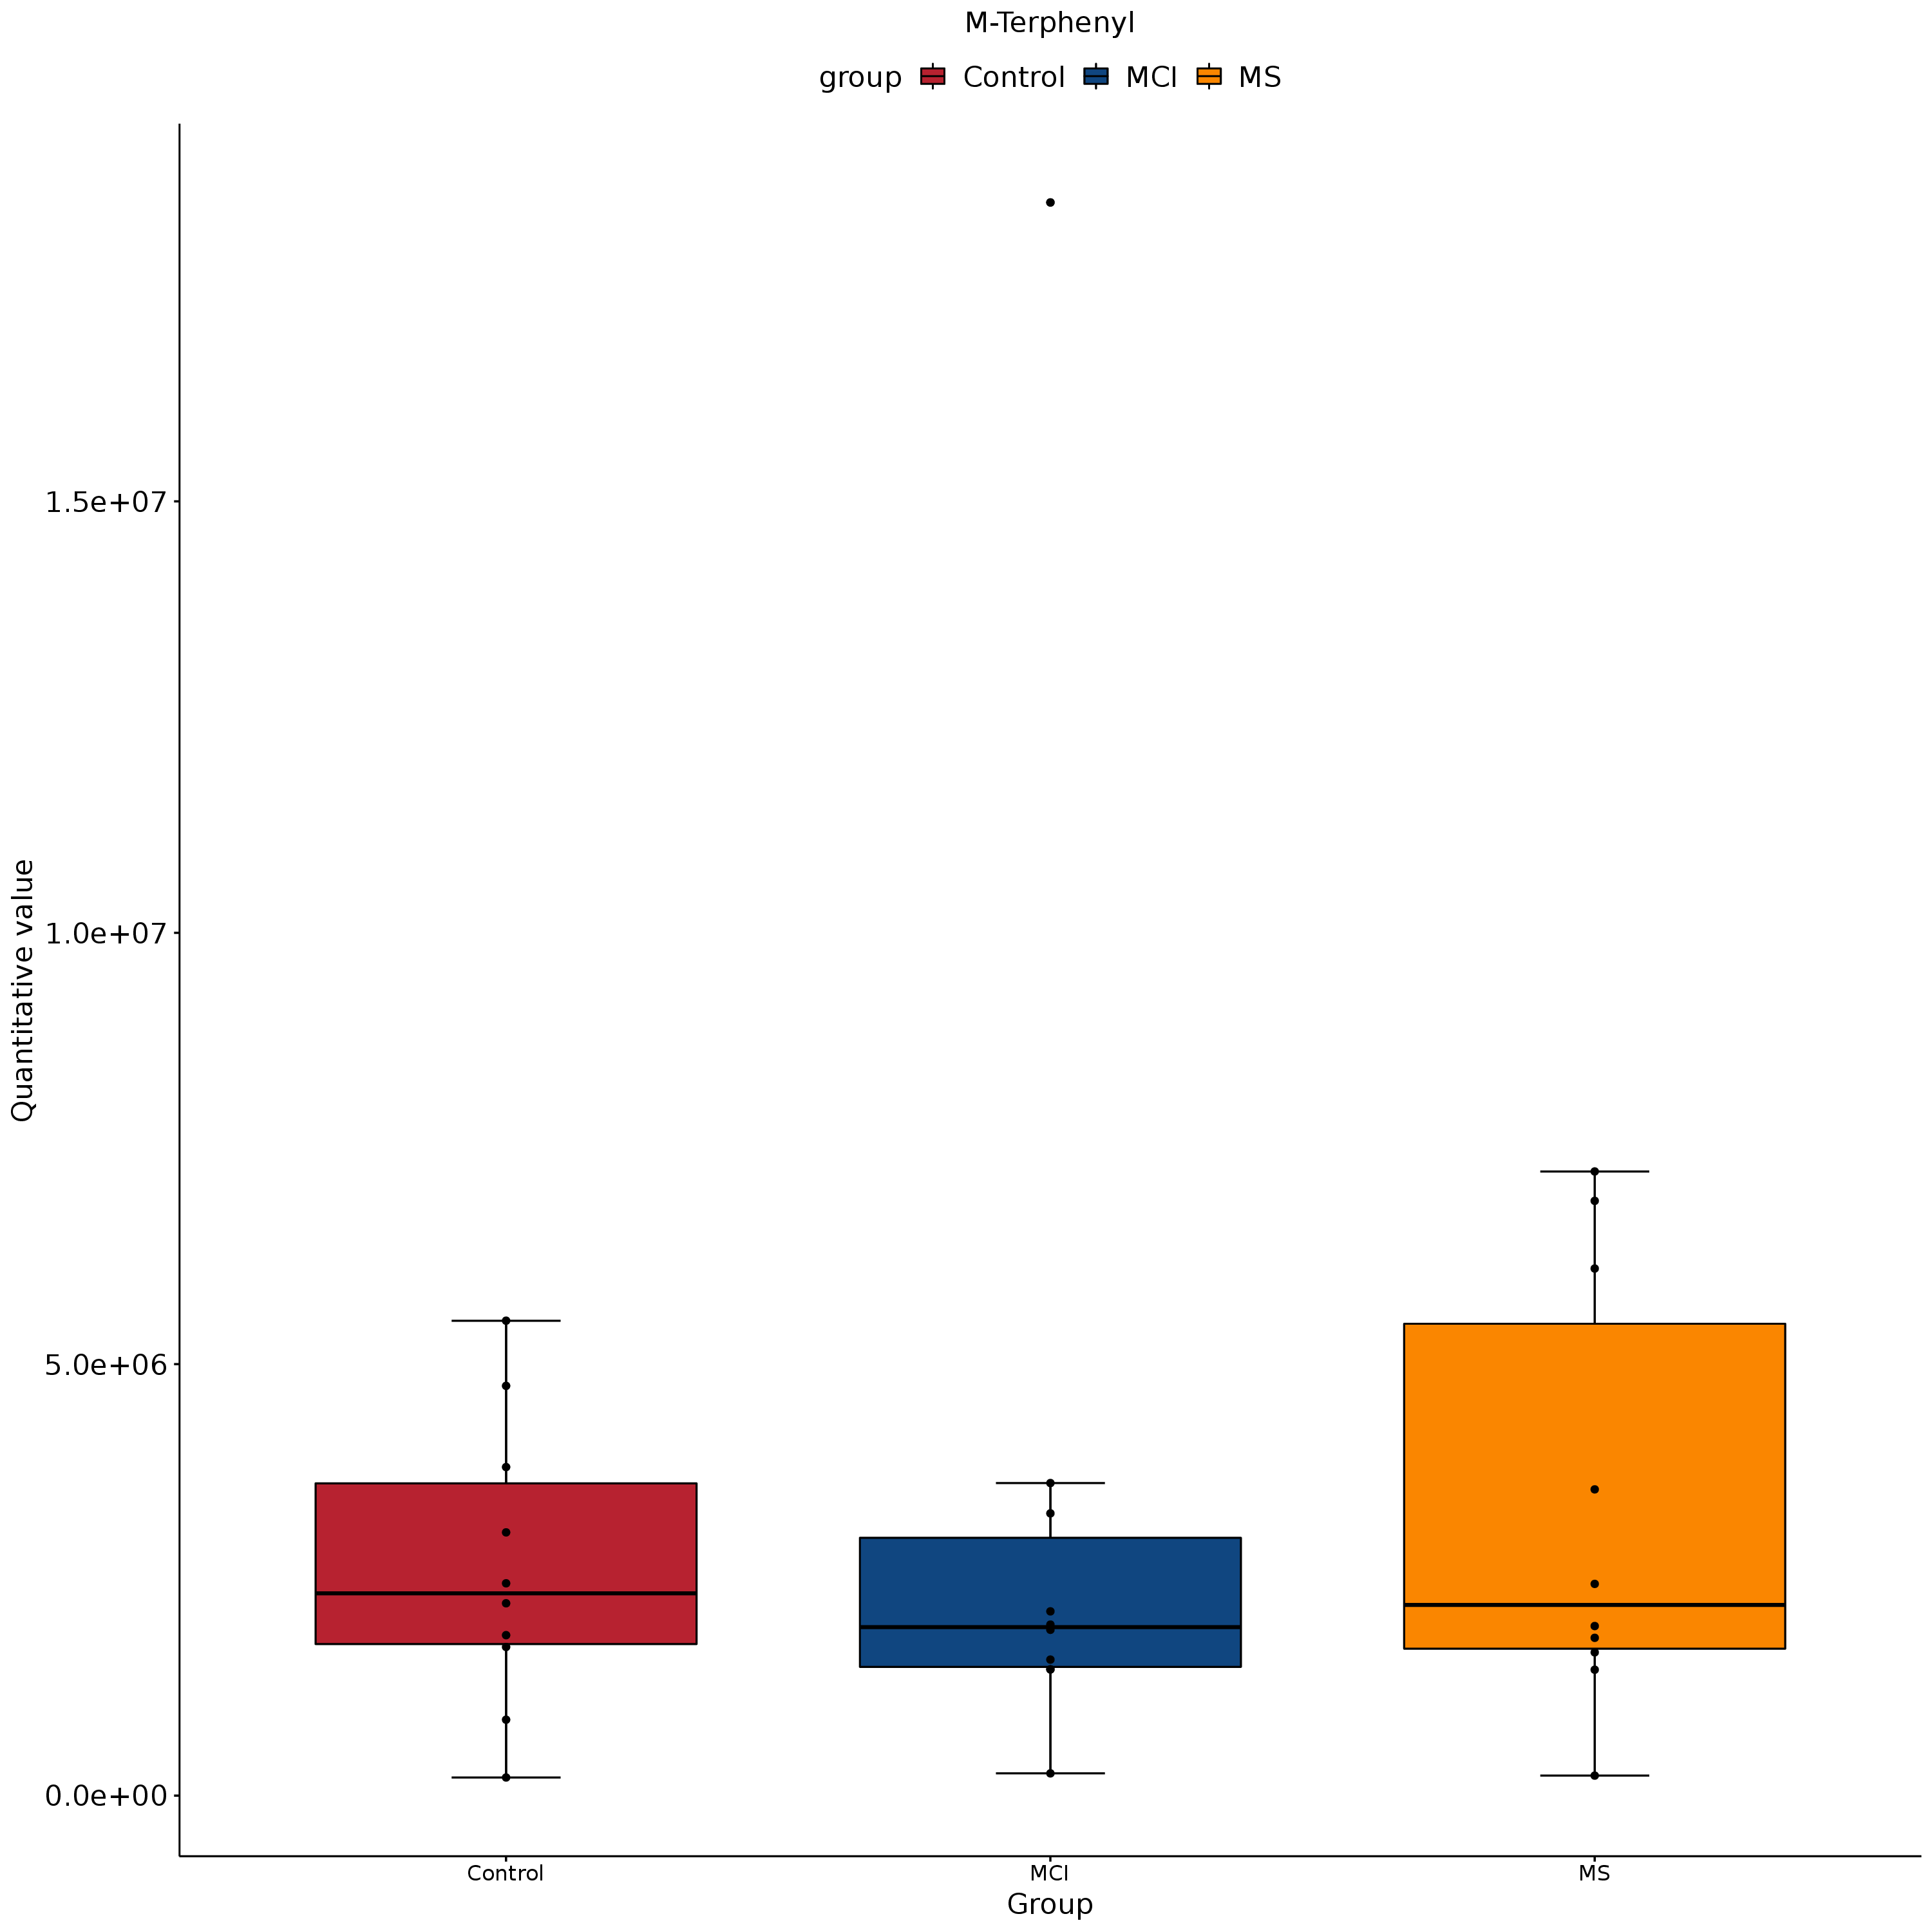 M-Terphenyl
group Control MCI MS
Quantitative value
1.5e+07
1.0e+07
5.0e+06
0.0e+00
Control MCI MS
Group